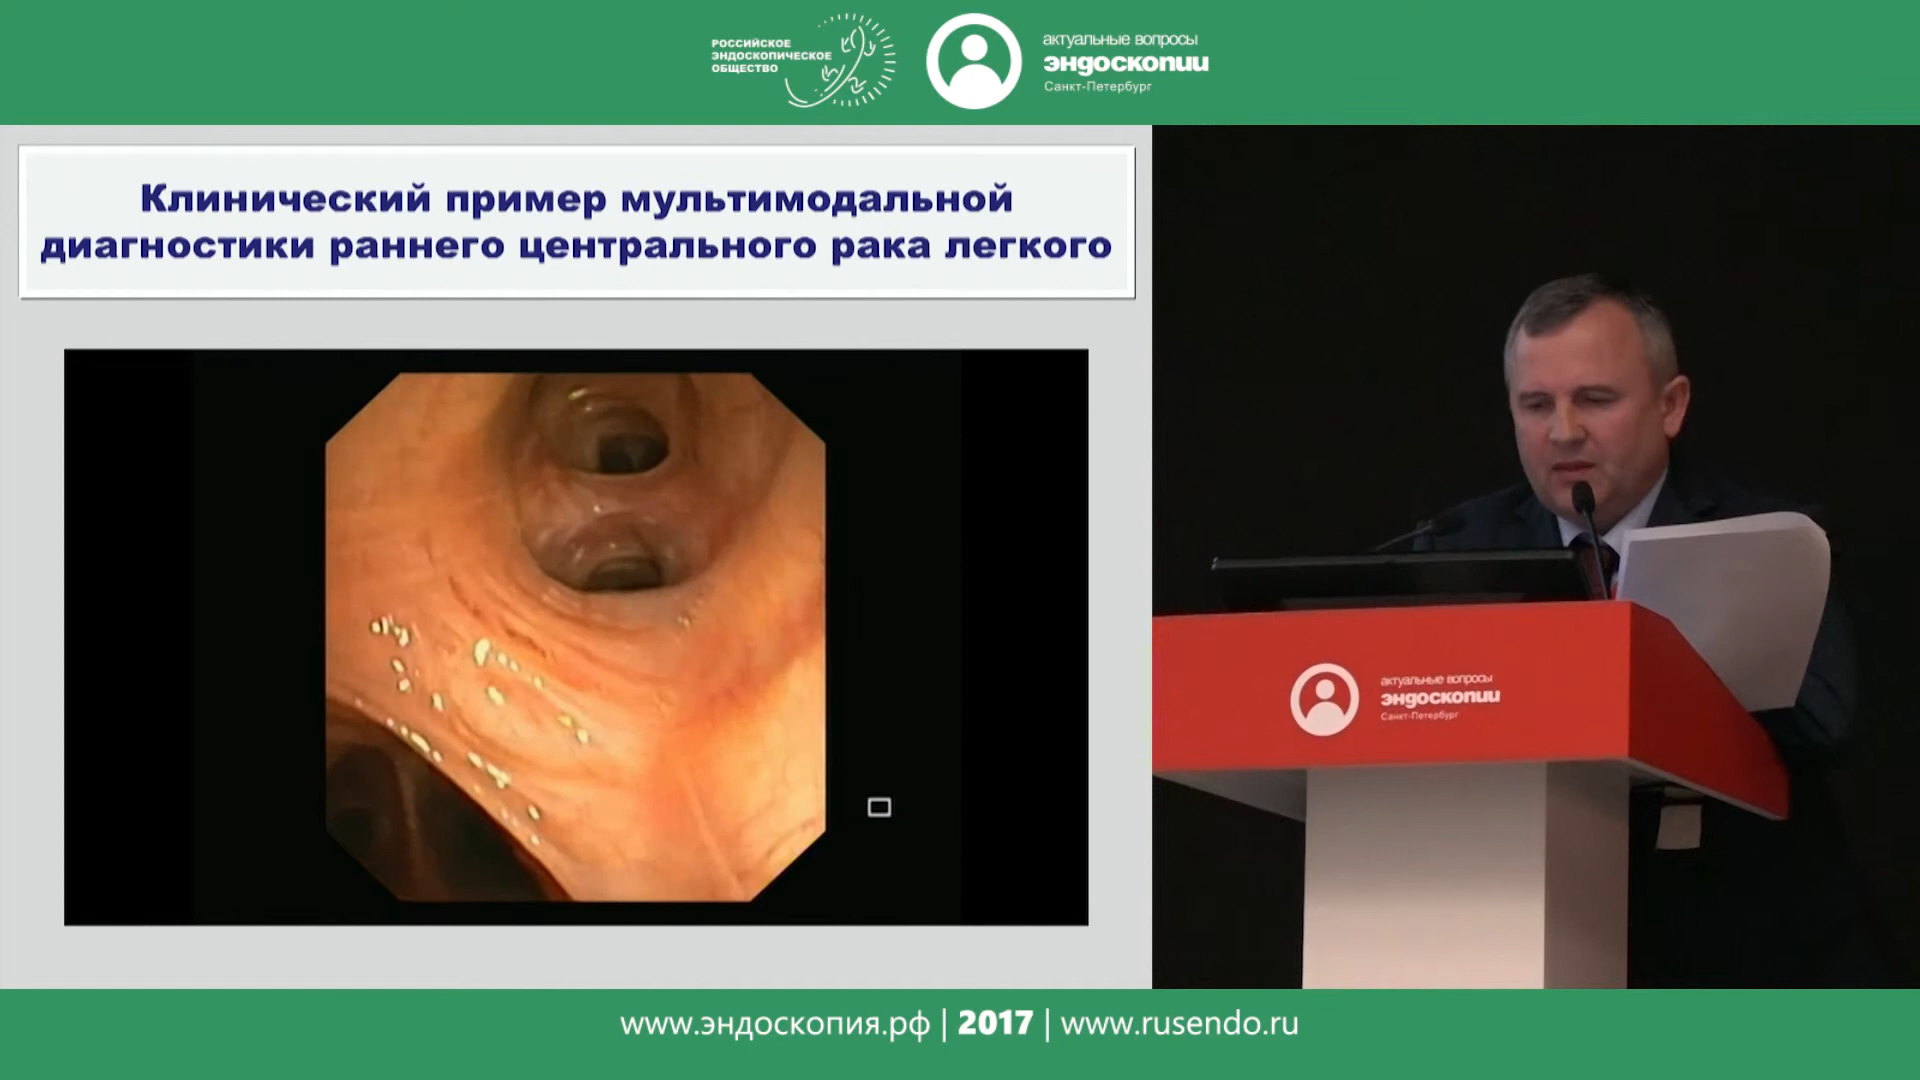 РОССИЙСКОЕ
ЭНДОСКОПИЧЕСКОЕ
ОБЩЕСТВО
актуальные вопросы
эндоскопии
Санкт-Петербург
Клинический пример мультимодальной
диагностики раннего центрального рака легкого
актуальные вопросы
эндоскопии
Санкт-Петербург
www.эндоскопия.рф | 2017 | www.rusendo.ru